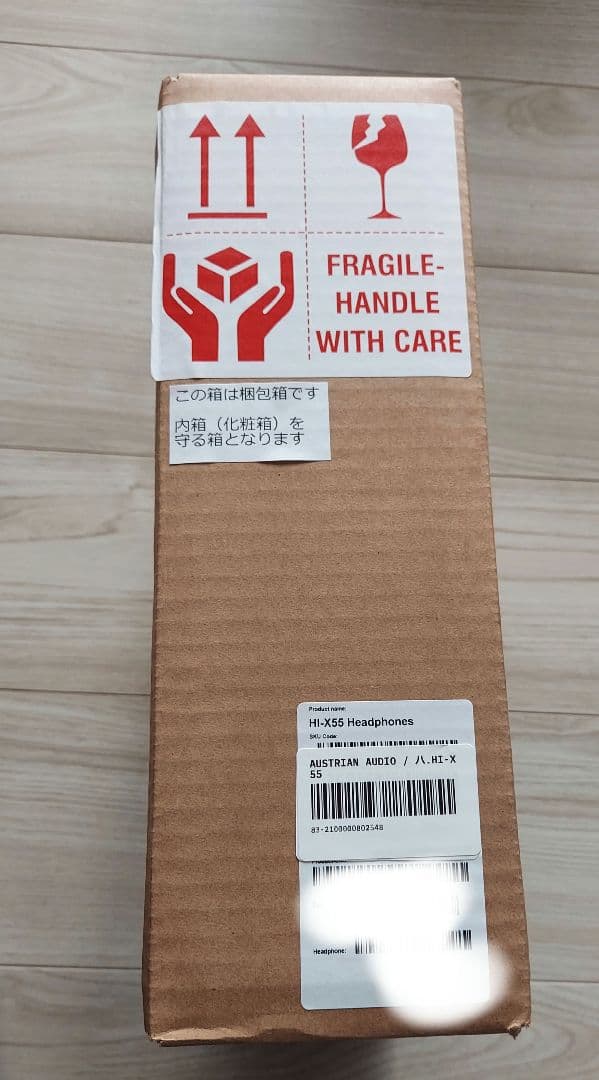 FRAGILE-
HANDLE
WITH CARE
この箱は梱包箱です
内箱（化粧箱）を
守る箱となります
Product name:
HI-X55 Headphones
SKU Code:
AUSTRIAN AUDIO / ハ.HI-X
55
83-2100000802548
Headphone: